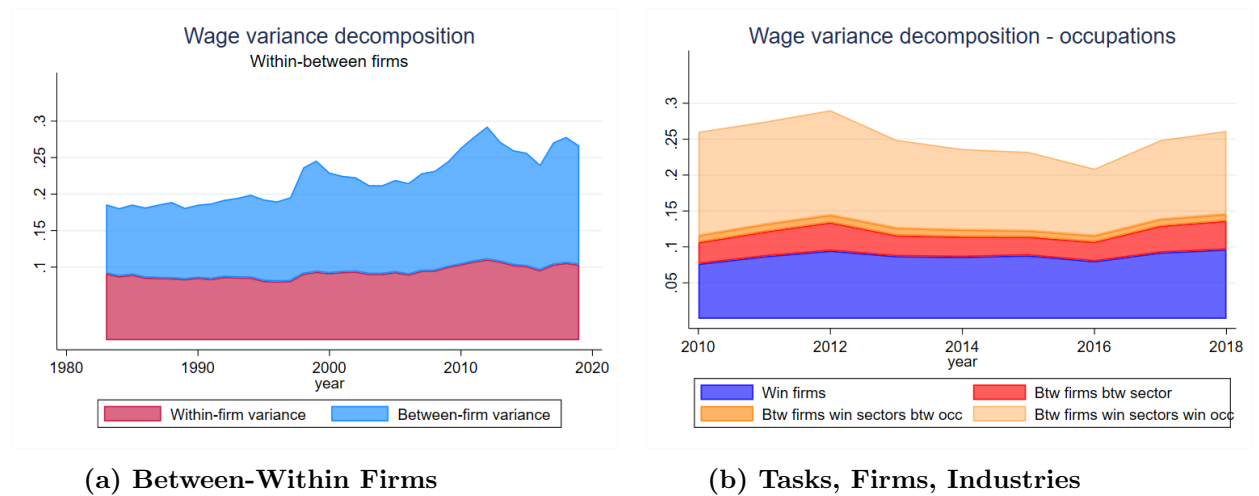 Wage variance decomposition
Within-between firms
.3
.25
.2
.15
.1
1980
1990
2000
2010
2020
year
Within-firm variance
Between-firm variance
(a) Between-Within Firms
Wage variance decomposition - occupations
.3
.25
.2
.15
.1
.05
2010
2012
2014
2016
2018
year
Win firms
Btw firms btw sector
Btw firms win sectors btw occ
Btw firms win sectors win occ
(b) Tasks, Firms, Industries